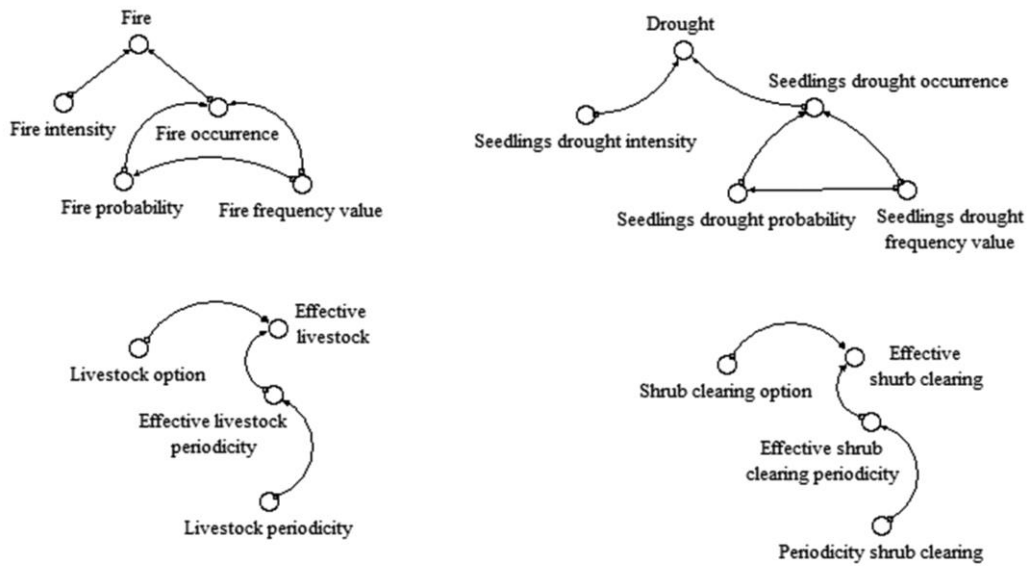 Fire
Fire intensity
Fire occurrence
Fire probability
Fire frequency value
Drought
Seedlings drought occurrence
Seedlings drought intensity
Seedlings drought probability
Seedlings drought
frequency value
Effective
livestock
Livestock option
Effective livestock
periodicity
Livestock periodicity
Effective
shurb clearing
Shrub clearing option
Effective shrub
clearing periodicity
Periodicity shrub clearing